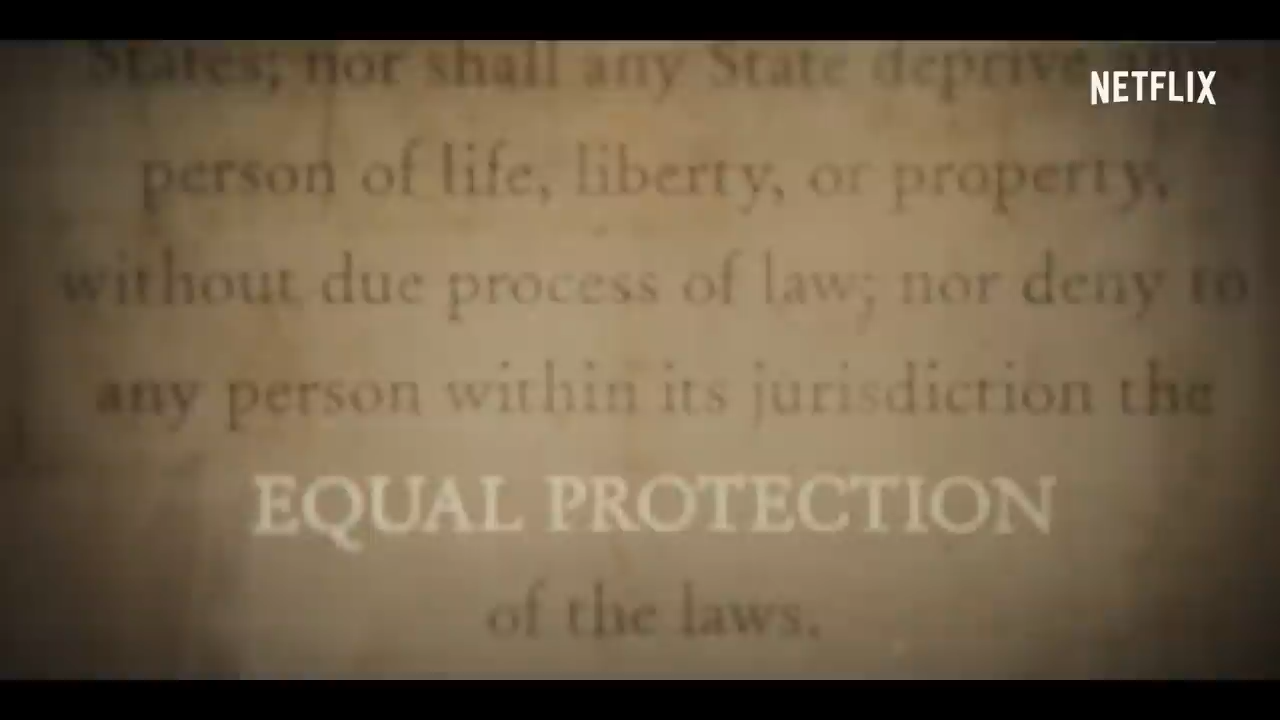 NETFLIX
States; nor shall any State deprive
person of life, liberty, or property,
without due process of law; nor deny to
any person within its jurisdiction the
EQUAL PROTECTION
of the laws.